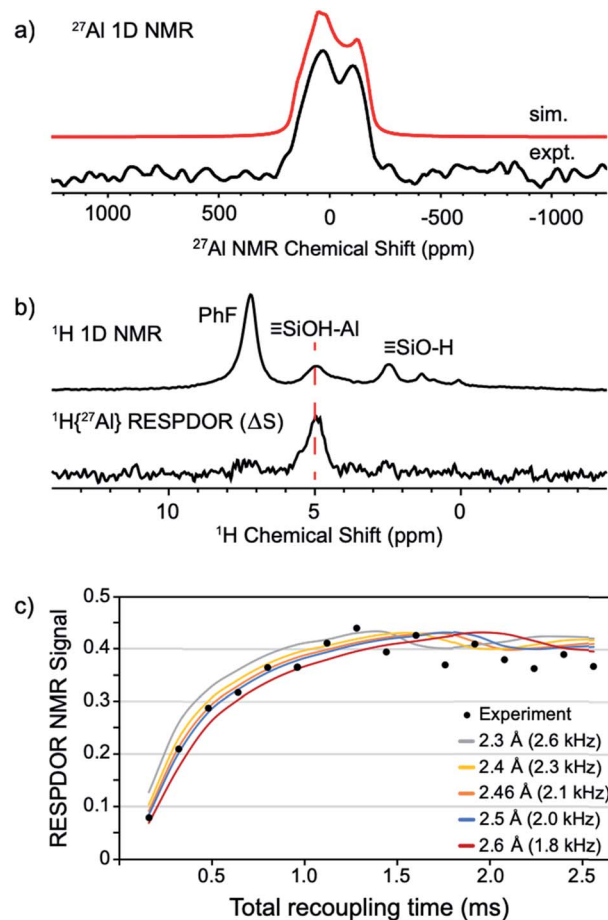 a)
²⁷Al 1D NMR
sim.
expt.
1000 500 0 -500 -1000
²⁷Al NMR Chemical Shift (ppm)
b)
PhF
¹H 1D NMR
≡SiOH-Al
≡SiO-H
¹H{²⁷Al} RESPDOR (ΔS)
10 5 0
¹H Chemical Shift (ppm)
c)
RESPDOR NMR Signal
0.5
0.4
0.3
0.2
0.1
0
Experiment
2.3 Å (2.6 kHz)
2.4 Å (2.3 kHz)
2.46 Å (2.1 kHz)
2.5 Å (2.0 kHz)
2.6 Å (1.8 kHz)
0.5 1.0 1.5 2.0 2.5
Total recoupling time (ms)